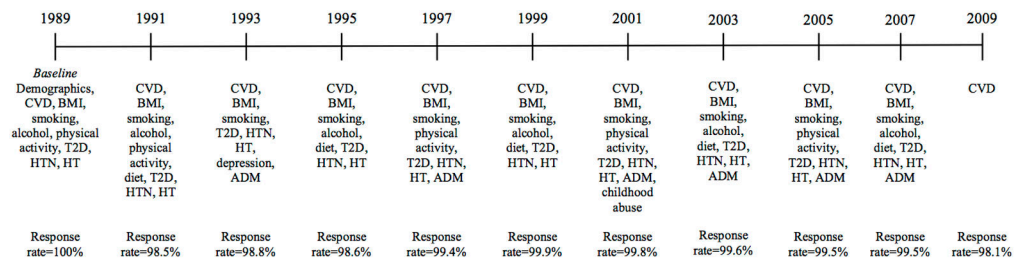 1989 1991 1993 1995 1997 1999 2001 2003 2005 2007 2009
Baseline
Demographics,
CVD, BMI,
smoking,
alcohol, physical
activity, T2D,
HTN, HT
CVD,
BMI,
smoking,
alcohol,
physical
activity,
diet, T2D,
HTN, HT
CVD,
BMI,
smoking,
T2D, HTN,
HT,
depression,
ADM
CVD,
BMI,
smoking,
alcohol,
diet, T2D,
HTN, HT
CVD,
BMI,
smoking,
physical
activity,
T2D, HTN,
HT, ADM
CVD,
BMI,
smoking,
alcohol,
diet, T2D,
HTN, HT
CVD,
BMI,
smoking,
physical
activity,
T2D, HTN,
HT, ADM,
childhood
abuse
CVD,
BMI,
smoking,
alcohol,
diet, T2D,
HTN, HT,
ADM
CVD,
BMI,
smoking,
physical
activity,
T2D, HTN,
HT, ADM
CVD,
BMI,
smoking,
alcohol,
diet, T2D,
HTN, HT,
ADM
CVD
Response
rate=100%
Response
rate=98.5%
Response
rate=98.8%
Response
rate=98.6%
Response
rate=99.4%
Response
rate=99.9%
Response
rate=99.8%
Response
rate=99.6%
Response
rate=99.5%
Response
rate=99.5%
Response
rate=98.1%